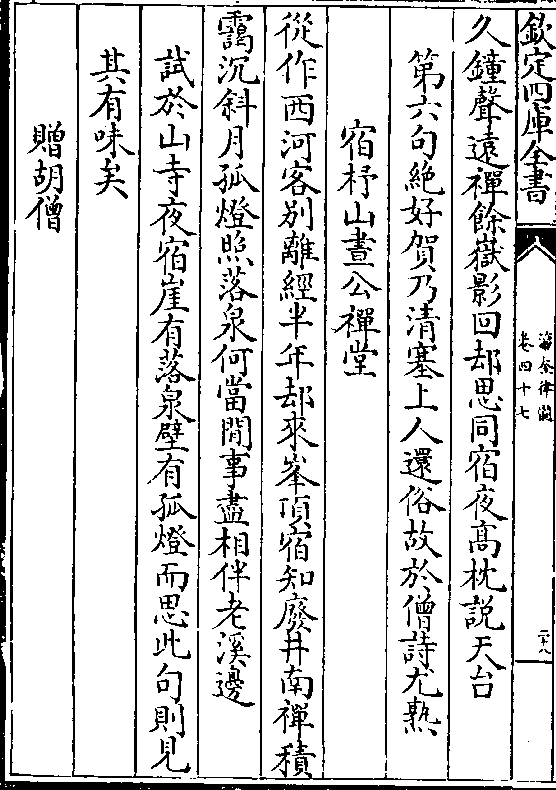 欽定四庫全書
瀛奎律髓
卷四十七
二十八
久鐘聲遠禪餘嶽影回却思同宿夜高枕説天台
第六句絶好賀乃清塞上人還俗故於僧詩尤熟
宿杼山晝公禪堂
從作西河客别離經半年却來峯頂宿知廢井南禪積
靄沉斜月孤燈照落泉何當閒事盡相伴老溪邊
試於山寺夜宿崖有落泉壁有孤燈而思此句則見
其有味矣
贈胡僧